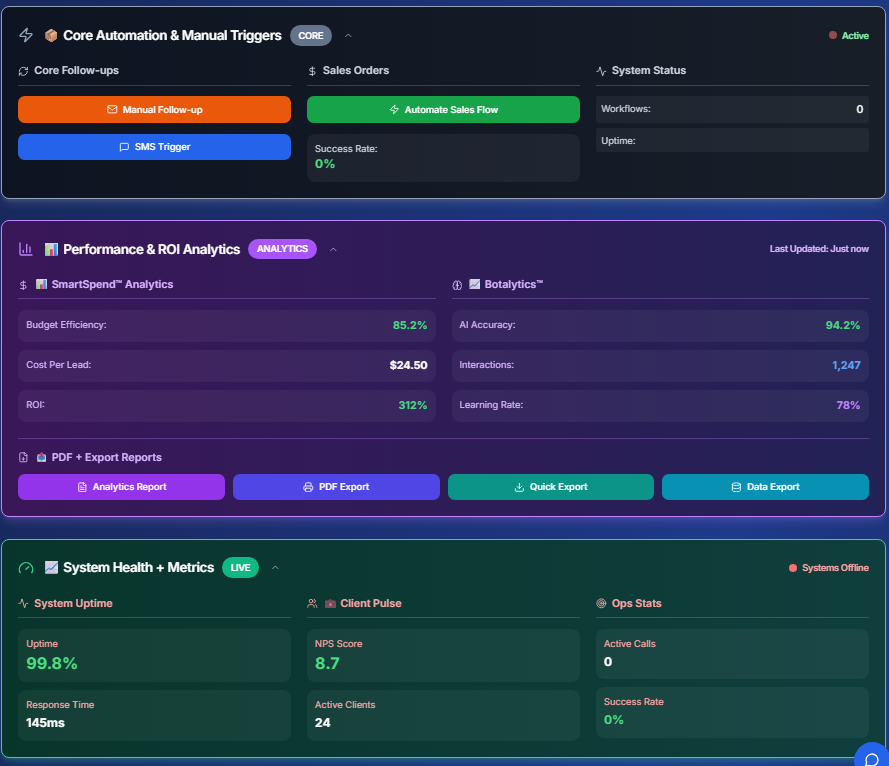 Core Automation & Manual Triggers CORE
Active
Core Follow-ups
Manual Follow-up
SMS Trigger
Sales Orders
Automate Sales Flow
Success Rate:
0%
System Status
Workflows: 0
Uptime:
Performance & ROI Analytics ANALYTICS
Last Updated: Just now
SmartSpend™ Analytics
Budget Efficiency: 85.2%
Cost Per Lead: $24.50
ROI: 312%
Botalytics™
AI Accuracy: 94.2%
Interactions: 1,247
Learning Rate: 78%
PDF + Export Reports
Analytics Report
PDF Export
Quick Export
Data Export
System Health + Metrics LIVE
Systems Offline
System Uptime
Uptime
99.8%
Response Time
145ms
Client Pulse
NPS Score
8.7
Active Clients
24
Ops Stats
Active Calls
0
Success Rate
0%